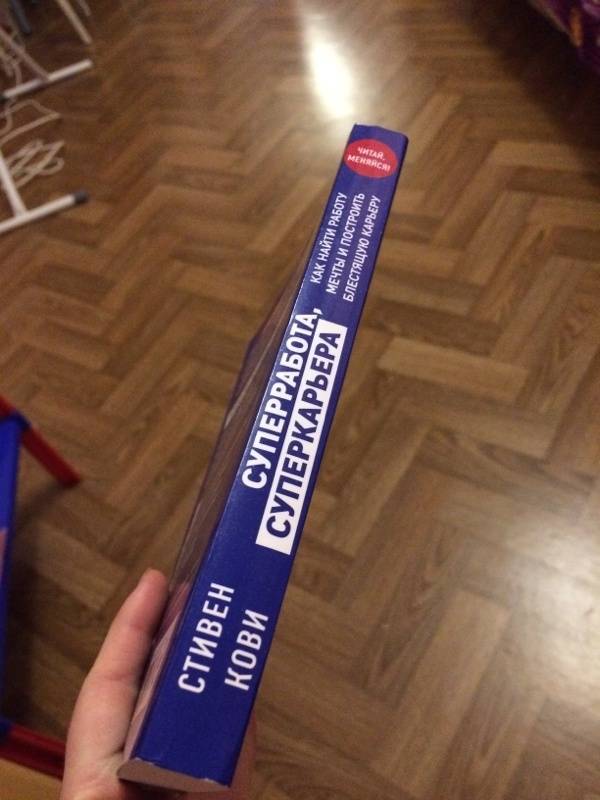 ЧИТАЙ,
МЕНЯЙСЯ!
КАК НАЙТИ РАБОТУ
МЕЧТЫ И ПОСТРОИТЬ
БЛЕСТЯЩУЮ КАРЬЕРУ
СУПЕРРАБОТА,
СУПЕРКАРЬЕРА
СТИВЕН
КОВИ